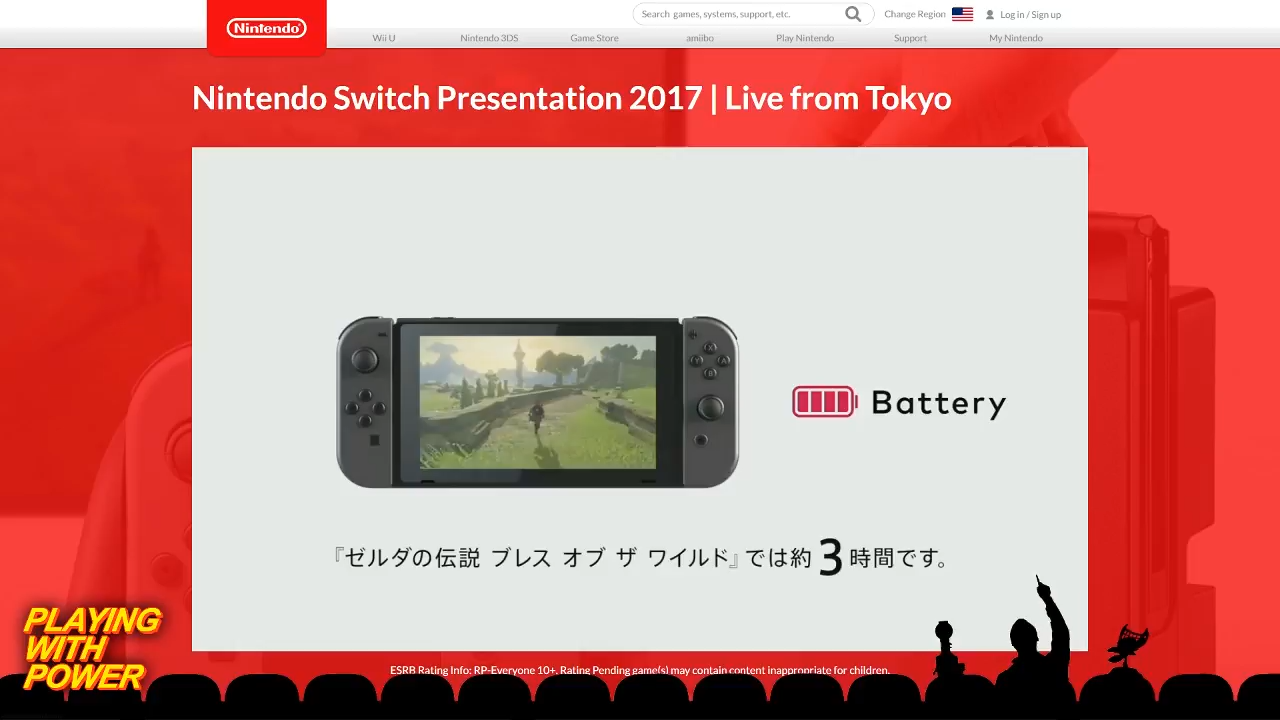 Nintendo
Search games, systems, support, etc.
Change Region
Log in / Sign up
Wii U
Nintendo 3DS
Game Store
amiibo
Play Nintendo
Support
My Nintendo
Nintendo Switch Presentation 2017 | Live from Tokyo
X
Y
A
B
Battery
『ゼルダの伝説 ブレス オブ ザ ワイルド』では約3時間です。
PLAYING
WITH
POWER
ESRB Rating Info: RP-Everyone 10+, Rating Pending game(s) may contain content inappropriate for children.